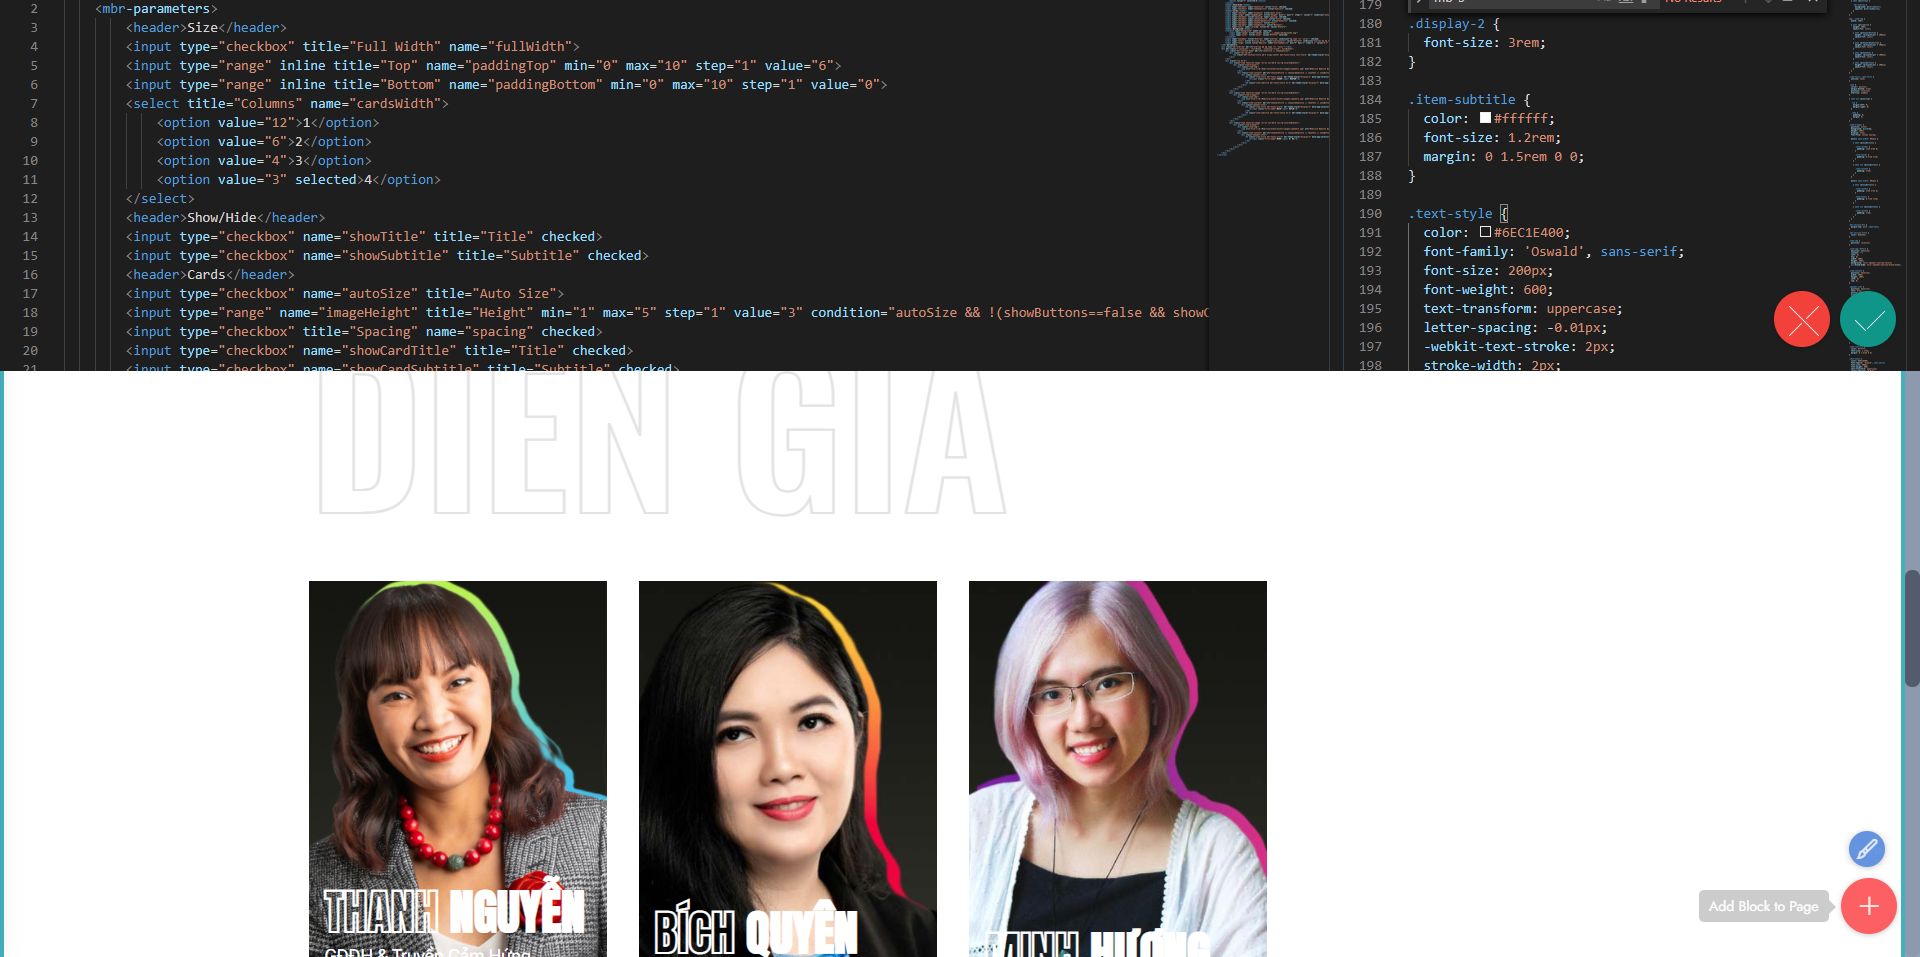 2 <mbr-parameters>
3 <header>Size</header>
4 <input type="checkbox" title="Full Width" name="fullWidth">
5 <input type="range" inline title="Top" name="paddingTop" min="0" max="10" step="1" value="6">
6 <input type="range" inline title="Bottom" name="paddingBottom" min="0" max="10" step="1" value="0">
7 <select title="Columns" name="cardsWidth">
8 <option value="12">1</option>
9 <option value="6">2</option>
10 <option value="4">3</option>
11 <option value="3" selected>4</option>
12 </select>
13 <header>Show/Hide</header>
14 <input type="checkbox" name="showTitle" title="Title" checked>
15 <input type="checkbox" name="showSubtitle" title="Subtitle" checked>
16 <header>Cards</header>
17 <input type="checkbox" name="autoSize" title="Auto Size">
18 <input type="range" name="imageHeight" title="Height" min="1" max="5" step="1" value="3" condition="autoSize && !(showButtons==false && showC
19 <input type="checkbox" title="Spacing" name="spacing" checked>
20 <input type="checkbox" name="showCardTitle" title="Title" checked>
21 <input type="checkbox" name="showCardSubtitle" title="Subtitle" checked>
No Results
179
180 .display-2 {
181 font-size: 3rem;
182 }
183
184 .item-subtitle {
185 color: #ffffff;
186 font-size: 1.2rem;
187 margin: 0 1.5rem 0 0;
188 }
189
190 .text-style {
191 color: #6EC1E400;
192 font-family: 'Oswald', sans-serif;
193 font-size: 200px;
194 font-weight: 600;
195 text-transform: uppercase;
196 letter-spacing: -0.01px;
197 -webkit-text-stroke: 2px;
198 stroke-width: 2px;
DIEN GIA
THANH NGUYỄN
GĐĐH & Truyền Cảm Hứng
BÍCH QUYÊN
MINH HƯƠNG
Add Block to Page